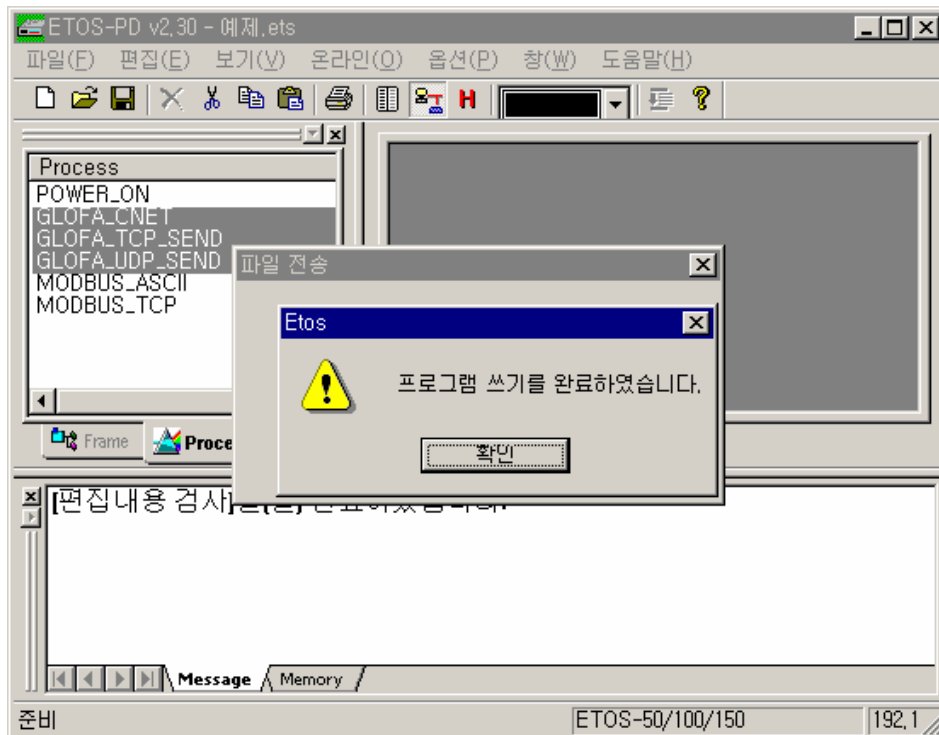 ETOS-PD v2,30 - 예제,ets
파일(F) 편집(E) 보기(V) 온라인(O) 옵션(P) 창(W) 도움말(H)
Process
POWER_ON
GLOFA_CNET
GLOFA_TCP_SEND
GLOFA_UDP_SEND
MODBUS_ASCII
MODBUS_TCP
파일 전송
Etos
프로그램 쓰기를 완료하였습니다.
확인
Frame Proce
[편집내용 검사]
Message Memory
준비 ETOS-50/100/150 192,1